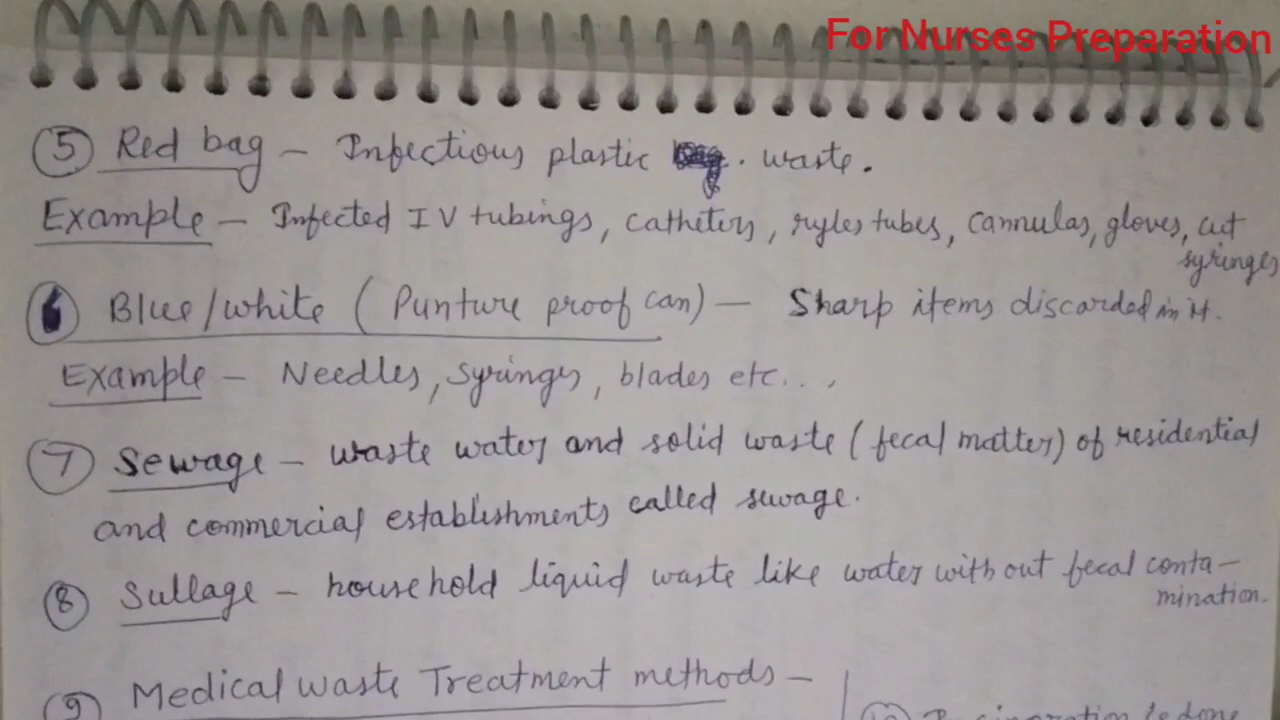 For Nurses Preparation
5 Red bag - Infectious plastic . waste.
Example - Infected IV tubings, catheters, ryles tubes, cannulas, gloves, cut
syringes
6 Blue/white (Punture proof can) - Sharp items discarded in it.
Example - Needles, syringes, blades etc...,
7 Sewage - waste water and solid waste (fecal matter) of residential
and commercial establishments called sewage.
8 Sullage - household liquid waste like water without fecal conta-
mination.
9 Medical waste Treatment methods -